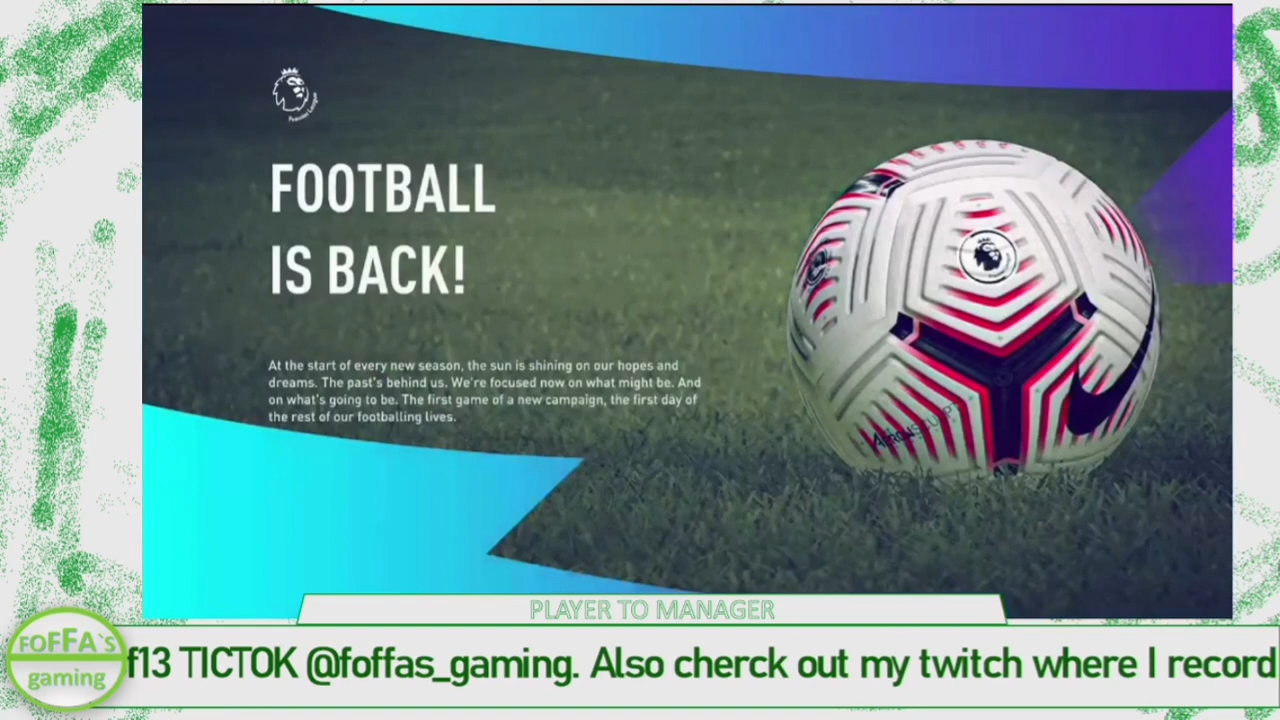 Premier League
FOOTBALL
IS BACK!
At the start of every new season, the sun is shining on our hopes and
dreams. The past's behind us. We're focused now on what might be. And
on what's going to be. The first game of a new campaign, the first day of
the rest of our footballing lives.
AEROWSCULPT
PLAYER TO MANAGER
FOFFA`S
gaming
f13 TICTOK @foffas_gaming. Also cherck out my twitch where I record